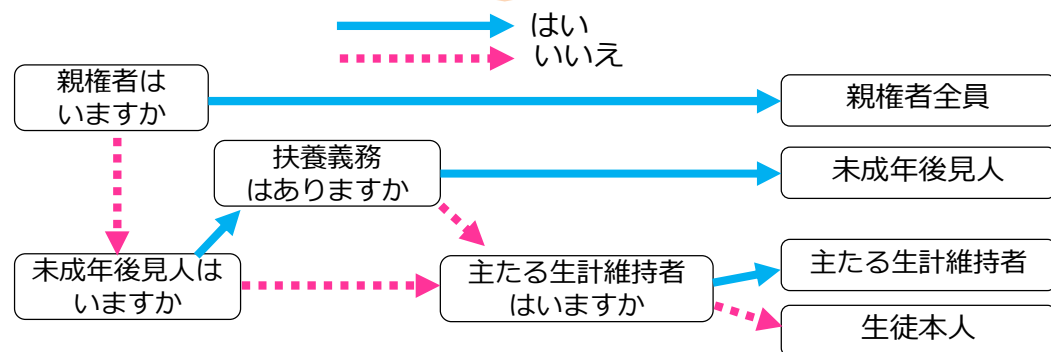 はい
いいえ
親権者は
いますか
親権者全員
扶養義務
はありますか
未成年後見人
未成年後見人は
いますか
主たる生計維持者
はいますか
主たる生計維持者
生徒本人